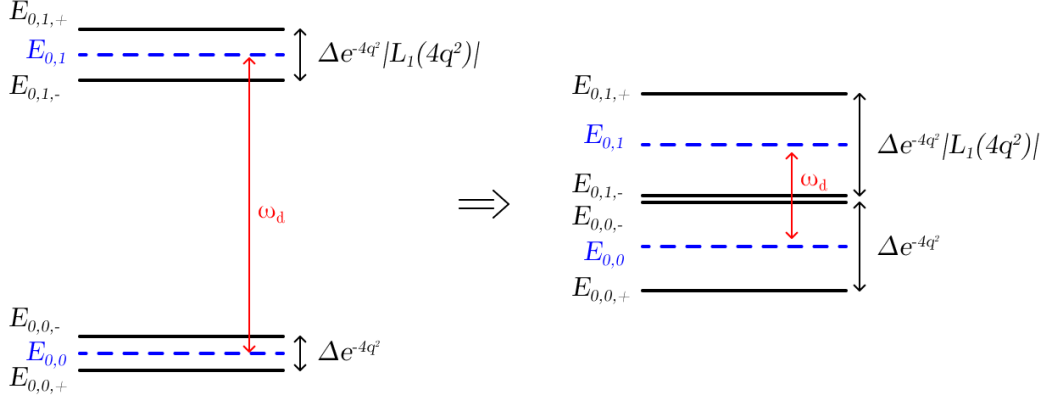 E0,1,+
E0,1
E0,1,-
Δe-4q²|L1(4q²)|
ωd
E0,0,-
E0,0
E0,0,+
Δe-4q²
⟹
E0,1,+
E0,1
E0,1,-
E0,0,-
E0,0
E0,0,+
ωd
Δe-4q²|L1(4q²)|
Δe-4q²